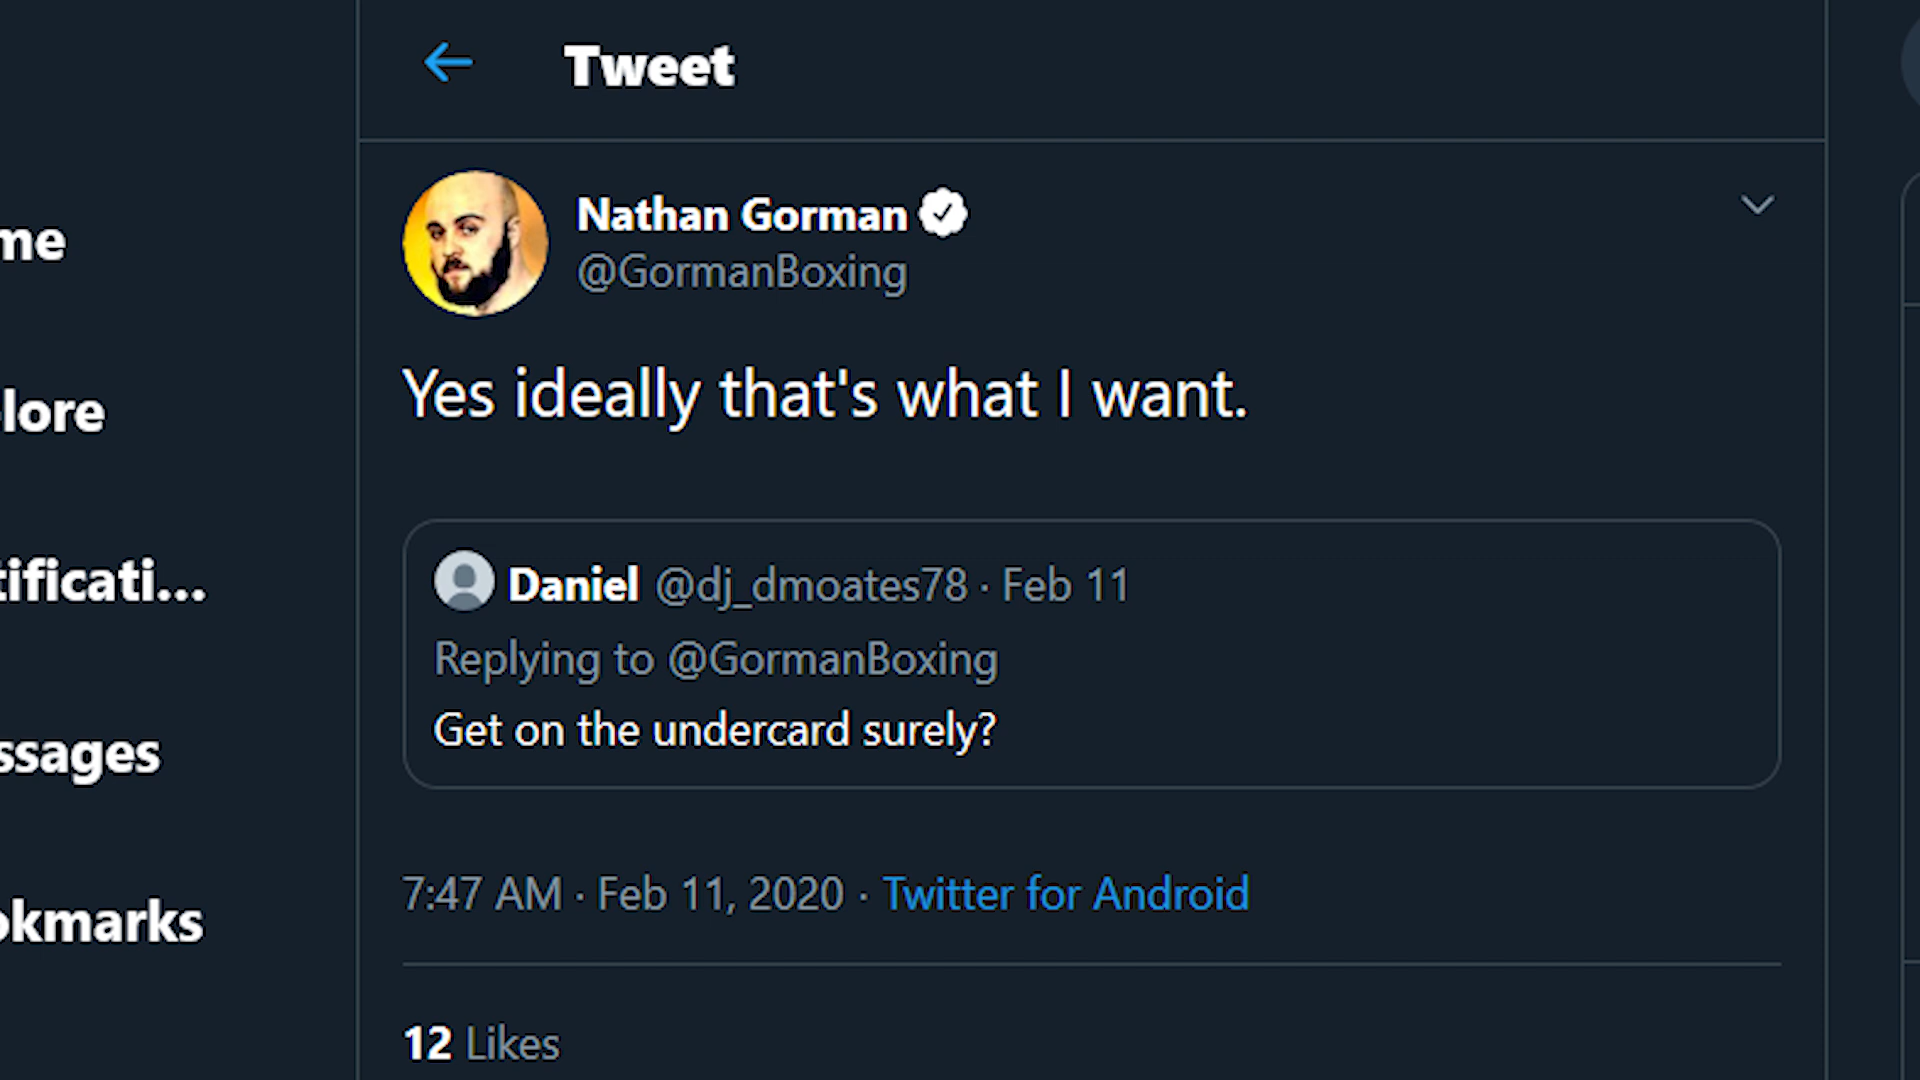 Tweet
Nathan Gorman
@GormanBoxing
me
Yes ideally that's what I want.
lore
Daniel @dj_dmoates78 · Feb 11
tificati...
Replying to @GormanBoxing
Get on the undercard surely?
ssages
7:47 AM · Feb 11, 2020 · Twitter for Android
okmarks
12 Likes